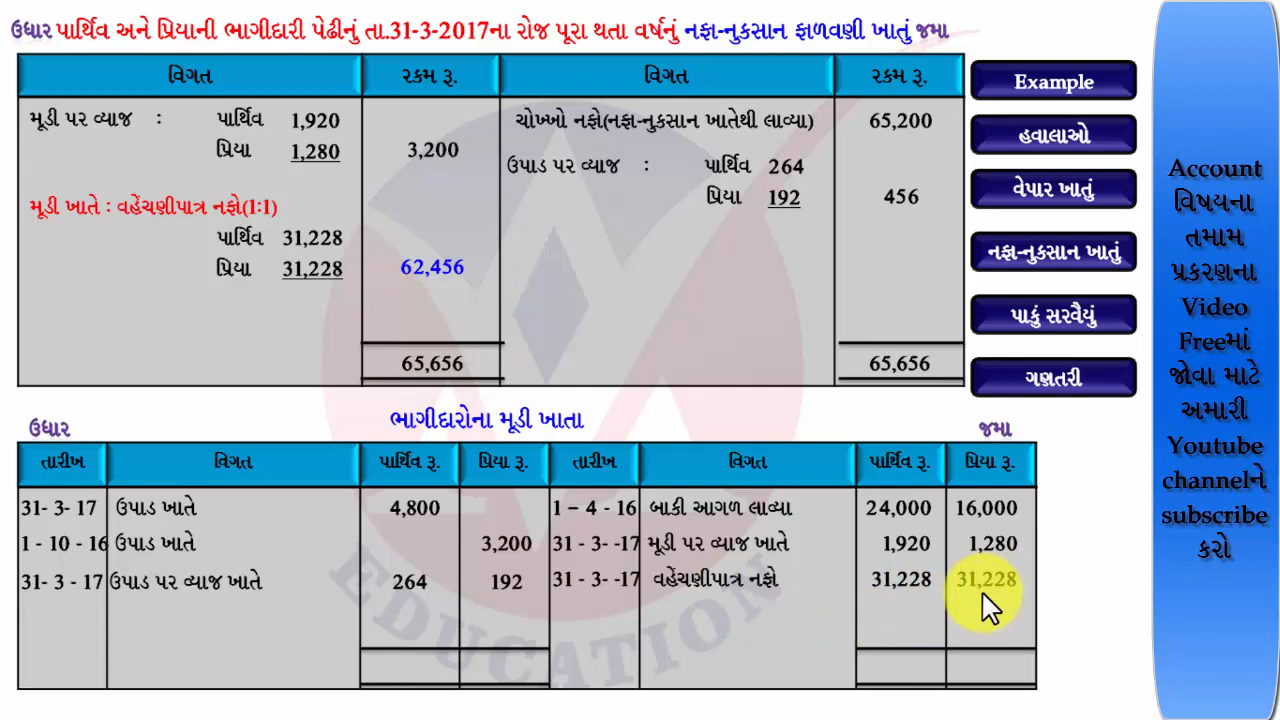 ઉધાર પાર્થિવ અને પ્રિયાની ભાગીદારી પેઢીનું તા.31-3-2017ના રોજ પૂરા થતા વર્ષનું નફા-નુકસાન ફાળવણી ખાતું જમા
વિગત રકમ રૂ. વિગત રકમ રૂ.
મૂડી પર વ્યાજ : પાર્થિવ 1,920 ચોખ્ખો નફો(નફા-નુકસાન ખાતેથી લાવ્યા) 65,200
પ્રિયા 1,280 3,200 ઉપાડ પર વ્યાજ : પાર્થિવ 264
પ્રિયા 192 456
મૂડી ખાતે : વહેંચણીપાત્ર નફો(1:1)
પાર્થિવ 31,228
પ્રિયા 31,228 62,456
65,656 65,656
Example
હવાલાઓ
વેપાર ખાતું
નફા-નુકસાન ખાતું
પાકું સરવૈયું
ગણતરી
ભાગીદારોના મૂડી ખાતા
ઉધાર જમા
તારીખ વિગત પાર્થિવ રૂ. પ્રિયા રૂ. તારીખ વિગત પાર્થિવ રૂ. પ્રિયા રૂ.
31- 3- 17 ઉપાડ ખાતે 4,800 1 – 4 - 16 બાકી આગળ લાવ્યા 24,000 16,000
1 - 10 - 16 ઉપાડ ખાતે 3,200 31 - 3- -17 મૂડી પર વ્યાજ ખાતે 1,920 1,280
31- 3 - 17 ઉપાડ પર વ્યાજ ખાતે 264 192 31 - 3- -17 વહેંચણીપાત્ર નફો 31,228 31,228
EDUCATION
Account
વિષયના
તમામ
પ્રકરણના
Video
Freeમાં
જોવા માટે
અમારી
Youtube
channelને
subscribe
કરો